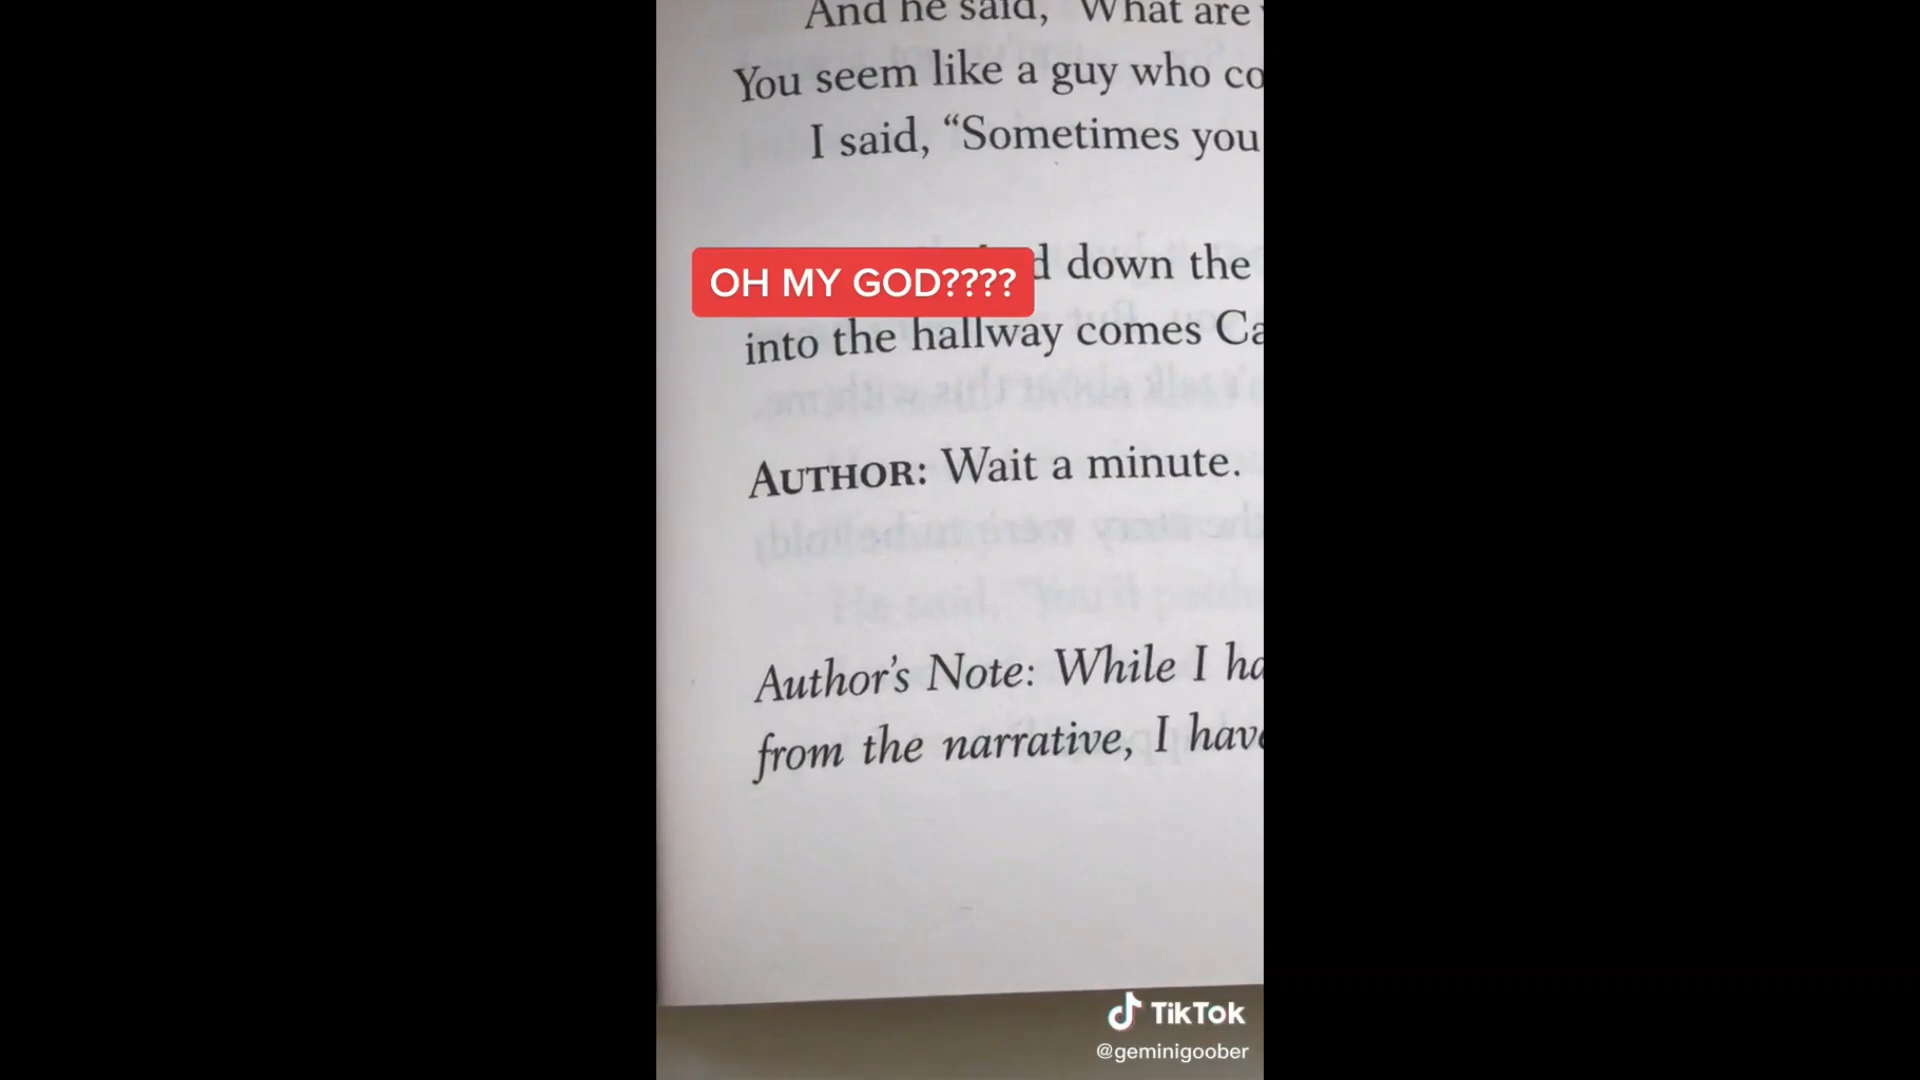 And he said, "What are
You seem like a guy who co
I said, “Sometimes you
OH MY GOD????
d down the
into the hallway comes Ca
AUTHOR: Wait a minute.
Author’s Note: While I ha
from the narrative, I have
TikTok
@geminigoober